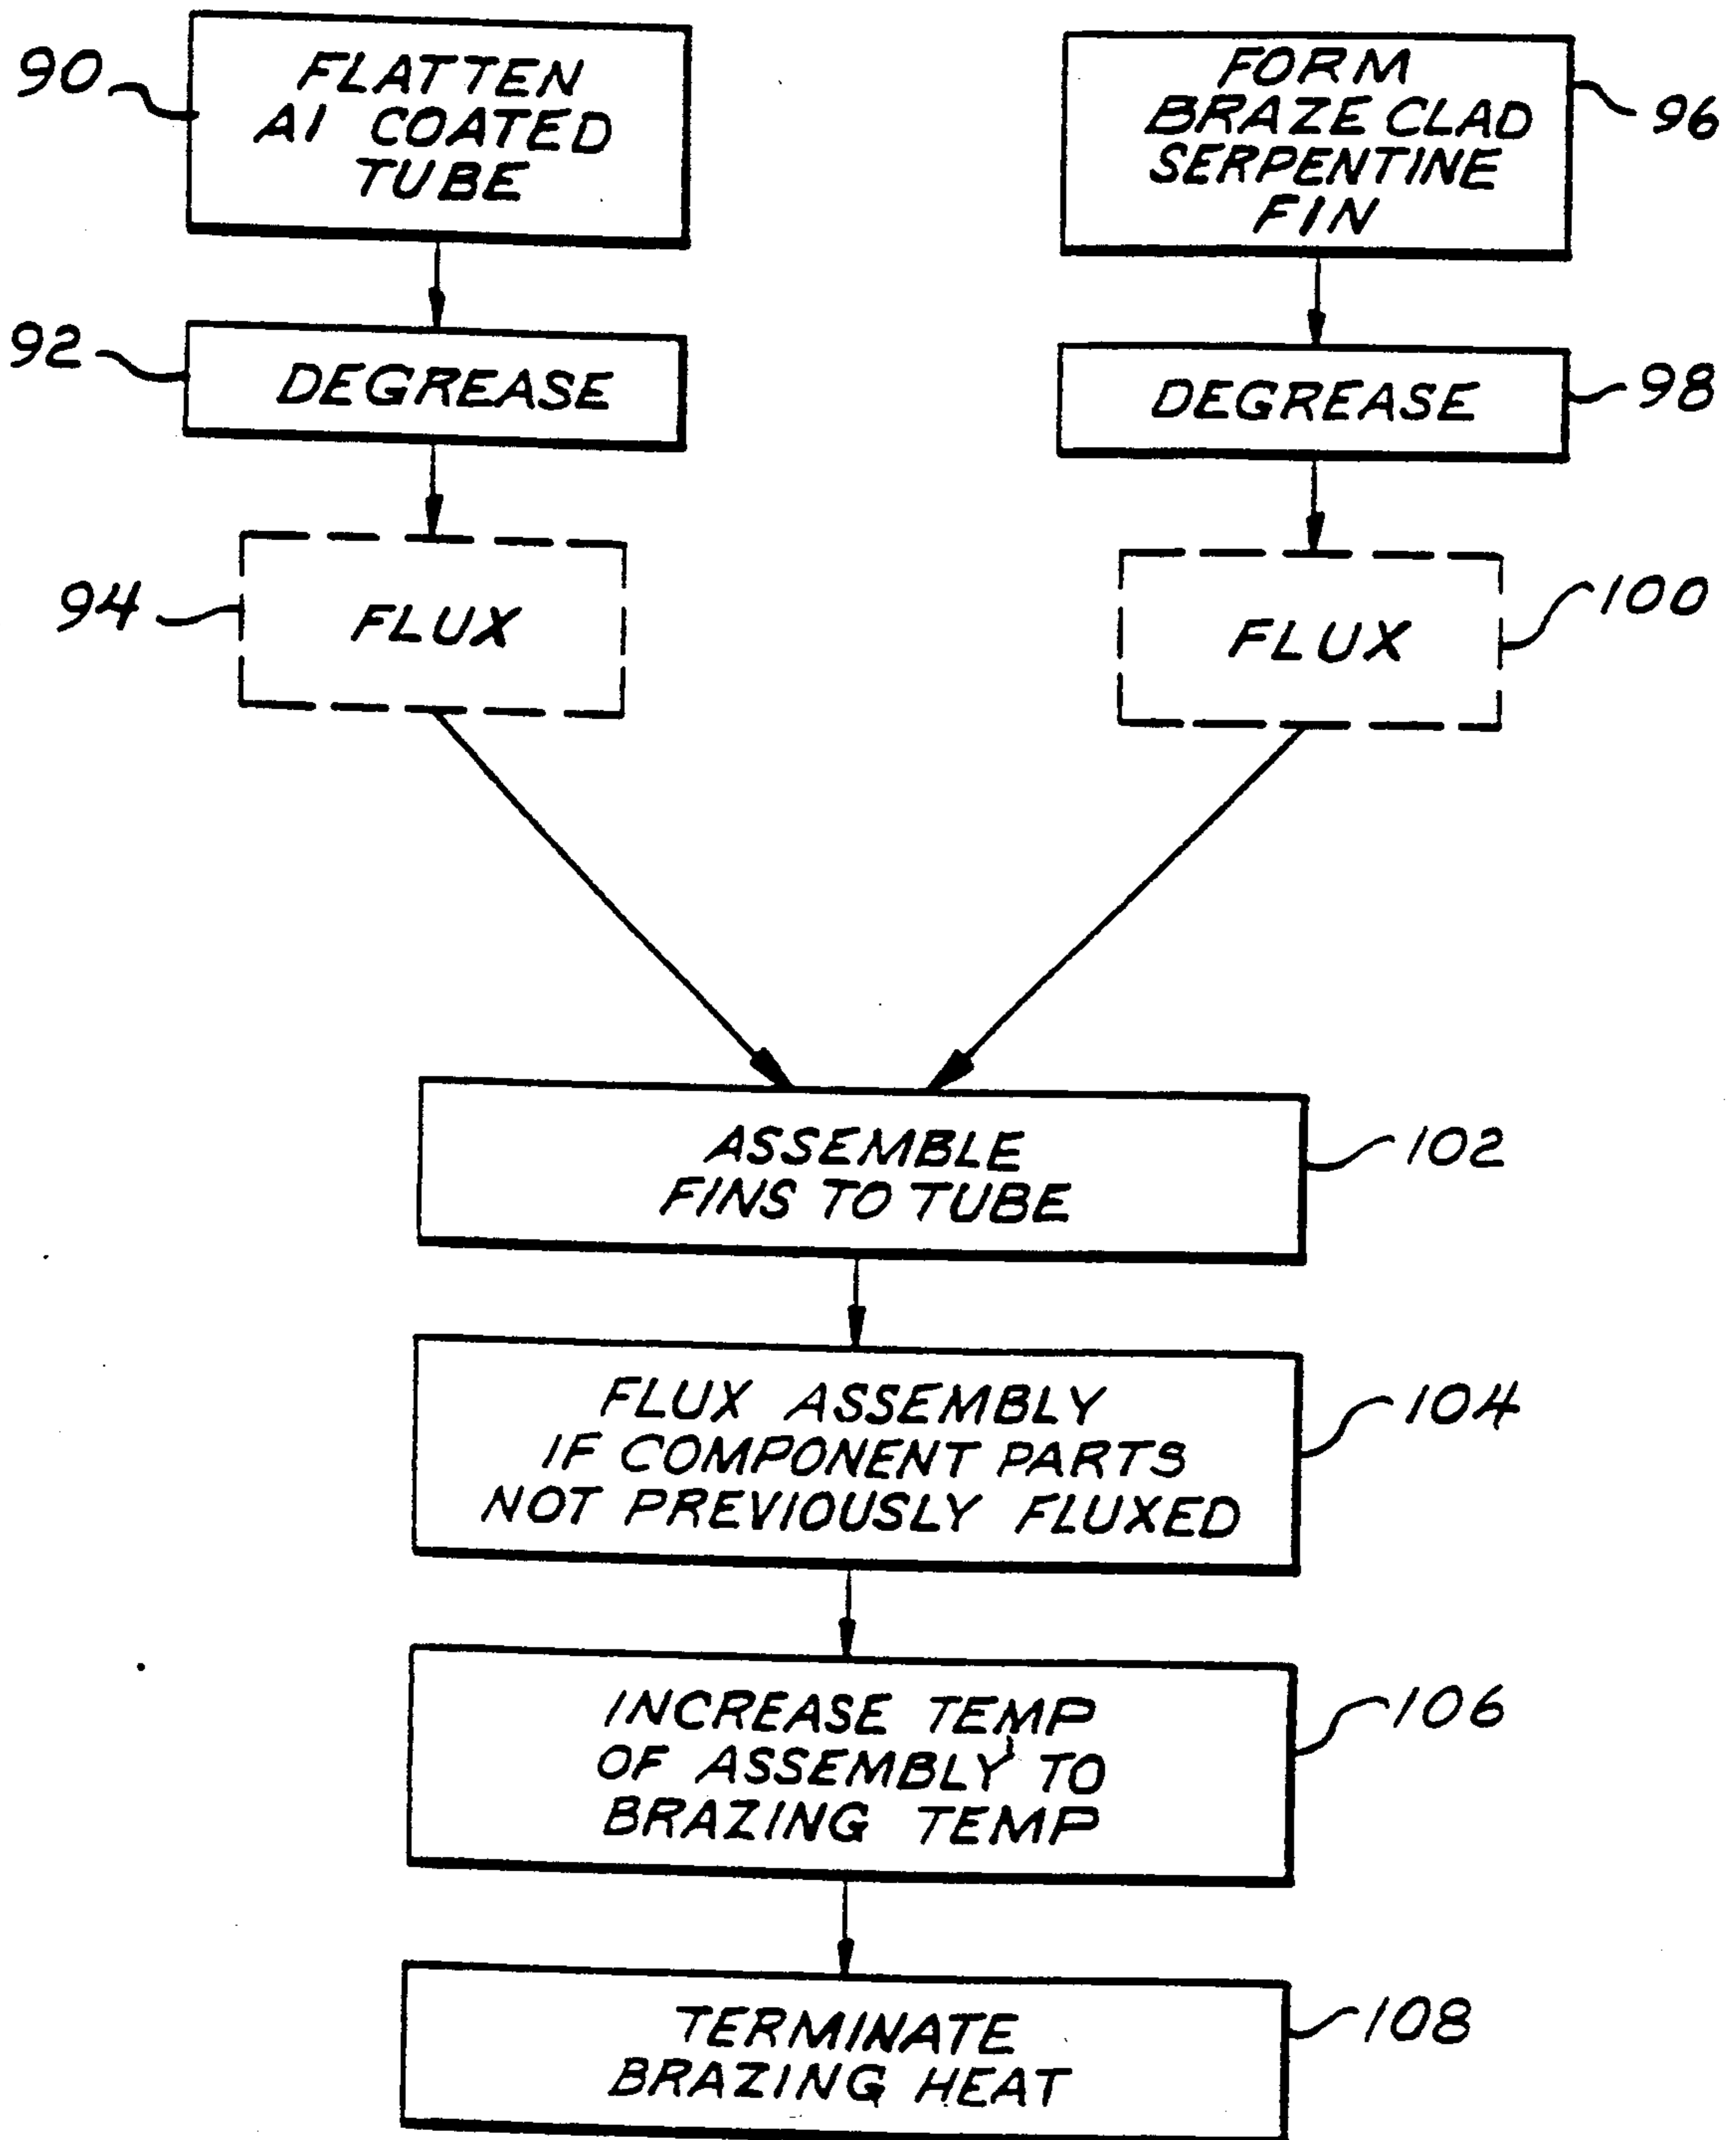 90
FLATTEN
Al COATED
TUBE
92
DEGREASE
94
FLUX
FORM
BRAZE CLAD
SERPENTINE
FIN
96
DEGREASE
98
FLUX
100
ASSEMBLE
FINS TO TUBE
102
FLUX ASSEMBLY
IF COMPONENT PARTS
NOT PREVIOUSLY FLUXED
104
INCREASE TEMP
OF ASSEMBLY TO
BRAZING TEMP
106
TERMINATE
BRAZING HEAT
108